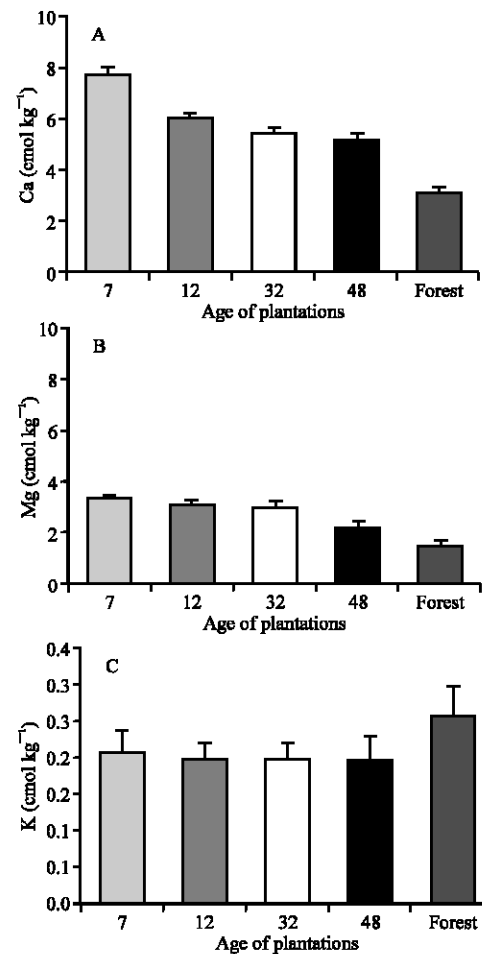 A
10
8
6
4
2
0
Ca (cmol kg⁻¹)
7 12 32 48 Forest
Age of plantations
B
10
8
6
4
2
0
Mg (cmol kg⁻¹)
7 12 32 48 Forest
Age of plantations
C
0.4
0.3
0.3
0.2
0.2
0.1
0.1
0.0
K (cmol kg⁻¹)
7 12 32 48 Forest
Age of plantations